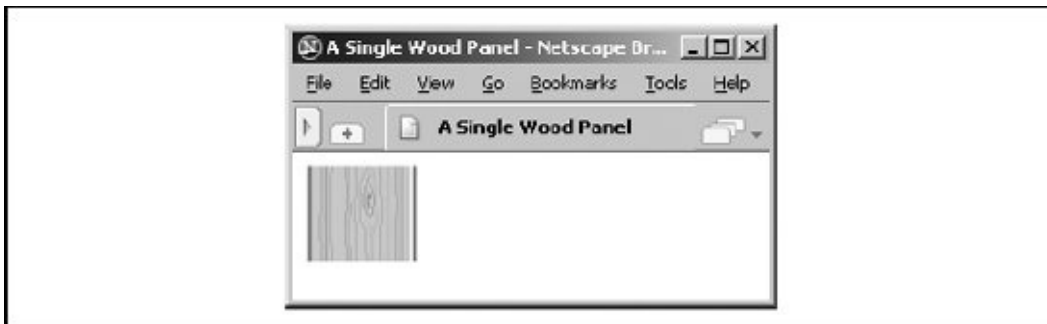 A Single Wood Panel - Netscape Br...
File Edit View Go Bookmarks Tools Help
A Single Wood Panel